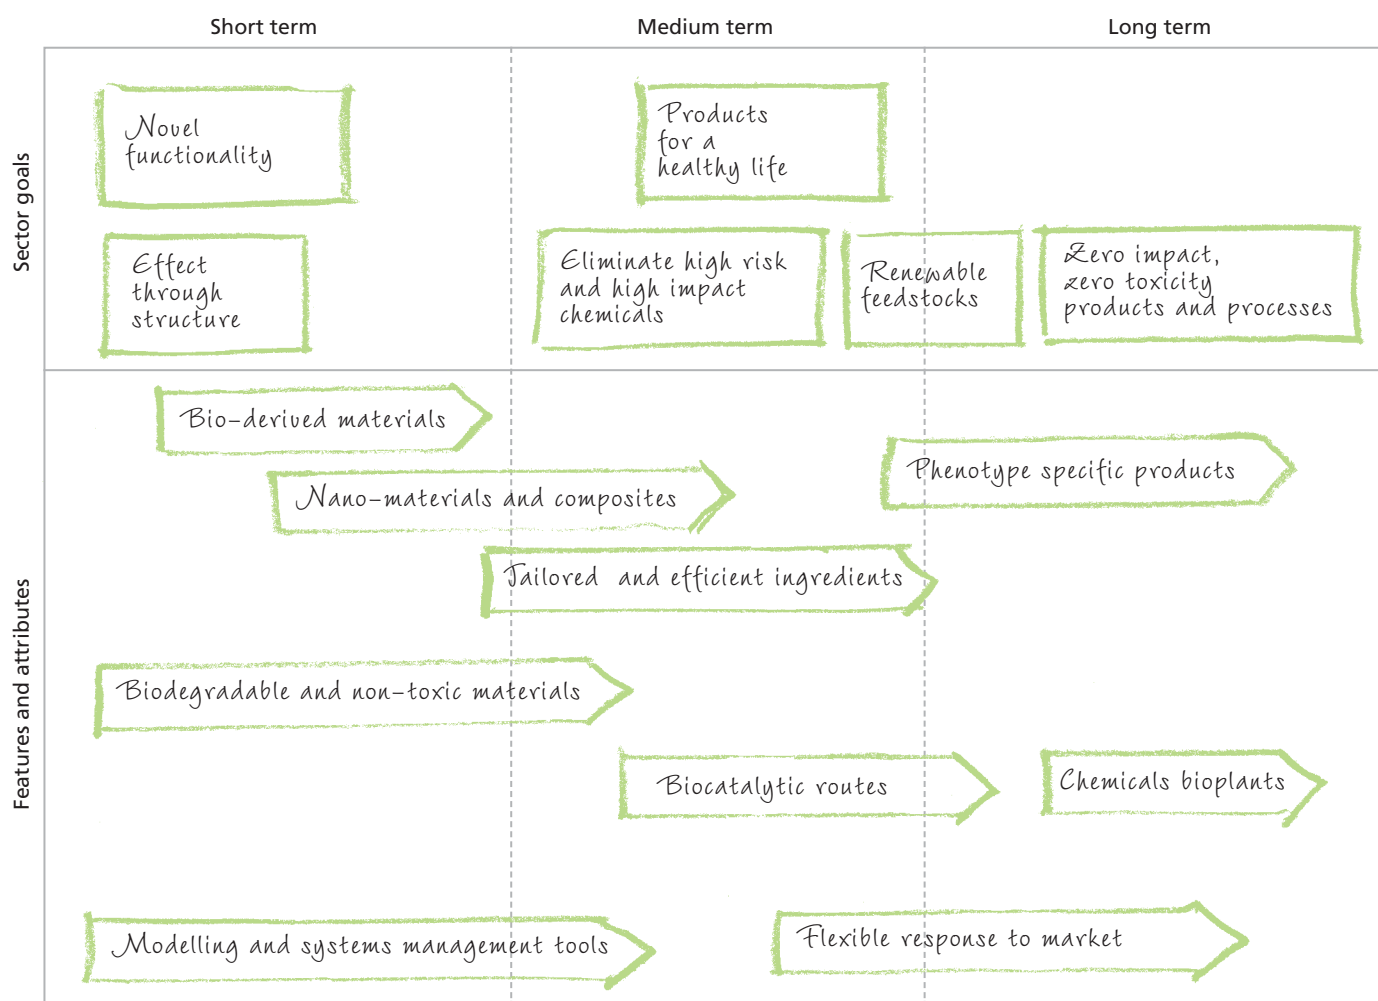 Short term
Medium term
Long term
Sector goals
Novel
functionality
Products
for a
healthy life
Effect
through
structure
Eliminate high risk
and high impact
chemicals
Renewable
feedstocks
Zero impact,
zero toxicity
products and processes
Features and attributes
Bio-derived materials
Phenotype specific products
Nano-materials and composites
Tailored and efficient ingredients
Biodegradable and non-toxic materials
Biocatalytic routes
Chemicals bioplants
Modelling and systems management tools
Flexible response to market